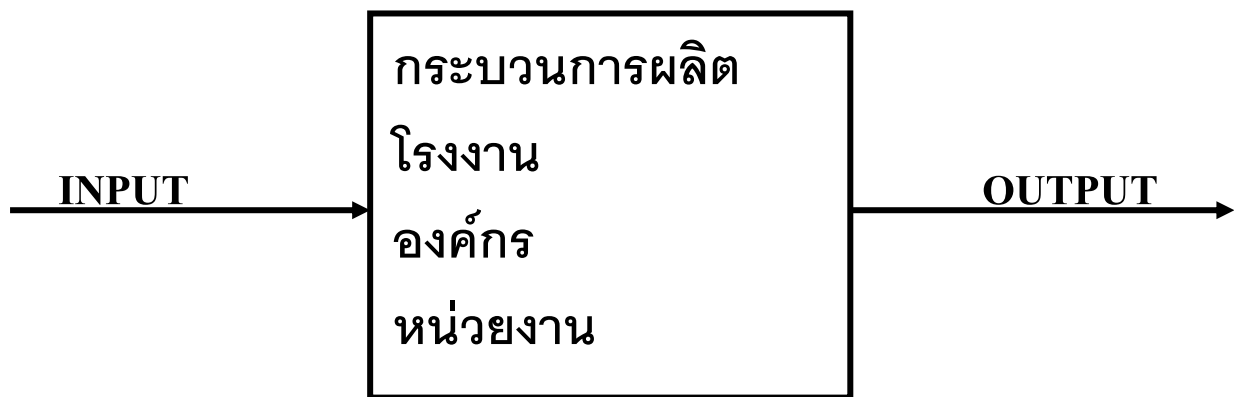 กระบวนการผลิต
โรงงาน
INPUT
OUTPUT
องค์กร
หน่วยงาน